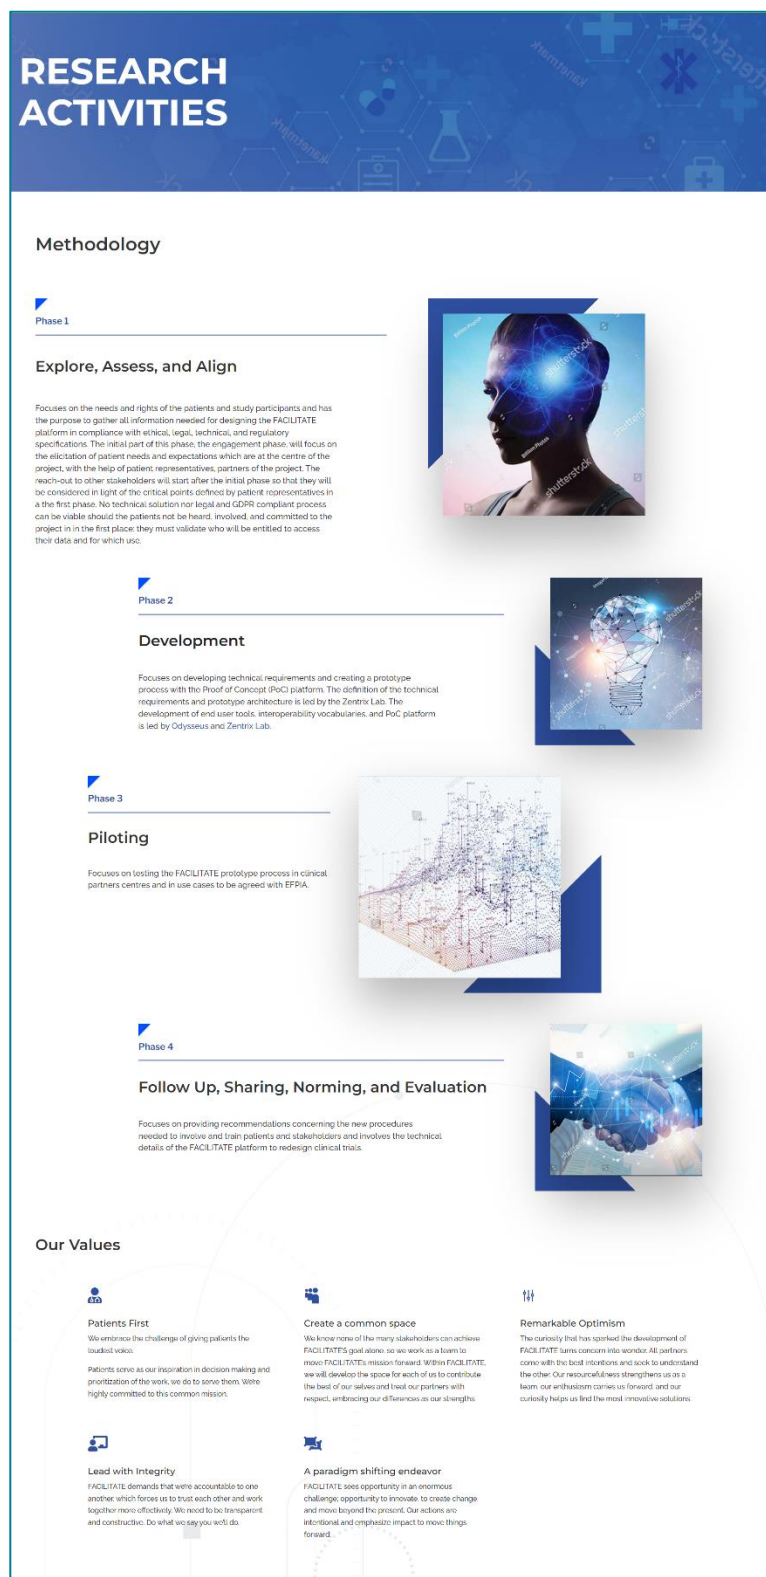 RESEARCH
ACTIVITIES
Methodology
Phase 1
Explore, Assess, and Align
Focuses on the needs and rights of the patients and study participants and has
the purpose to gather all information needed for designing the FACILITATE
platform in compliance with ethical, legal, technical, and regulatory
specifications. The initial part of this phase, the engagement phase, will focus on
the elicitation of patient needs and expectations which are at the centre of the
project, with the help of patient representatives, partners of the project. The
reach-out to other stakeholders will start after the initial phase so that they will
be considered in light of the critical points defined by patient representatives in
a the first phase. No technical solution nor legal and GDPR compliant process
can be viable should the patients not be heard, involved, and committed to the
project in in the first place: they must validate who will be entitled to access
their data and for which use.
Phase 2
Development
Focuses on developing technical requirements and creating a prototype
process with the Proof of Concept (PoC) platform. The definition of the technical
requirements and prototype architecture is led by the Zentrix Lab. The
development of end user tools, interoperability vocabularies, and PoC platform
is led by Odysseus and Zentrix Lab.
Phase 3
Piloting
Focuses on testing the FACILITATE prototype process in clinical
partners centres and in use cases to be agreed with EFPIA.
Phase 4
Follow Up, Sharing, Norming, and Evaluation
Focuses on providing recommendations concerning the new procedures
needed to involve and train patients and stakeholders and involves the technical
details of the FACILITATE platform to redesign clinical trials.
Our Values
Patients First
We embrace the challenge of giving patients the
loudest voice.
Patients serve as our inspiration in decision making and
prioritization of the work, we do to serve them. We're
highly committed to this common mission.
Create a common space
We know none of the many stakeholders can achieve
FACILITATE'S goal alone, so we work as a team to
move FACILITATE's mission forward. Within FACILITATE,
we will develop the space for each of us to contribute
the best of our selves and treat our partners with
respect, embracing our differences as our strengths.
Remarkable Optimism
The curiosity that has sparked the development of
FACILITATE turns concern into wonder. All partners
come with the best intentions and seek to understand
the other. Our resourcefulness strengthens us as a
team, our enthusiasm carries us forward, and our
curiosity helps us find the most innovative solutions.
Lead with Integrity
FACILITATE demands that we're accountable to one
another, which forces us to trust each other and work
together more effectively. We need to be transparent
and constructive. Do what we say you we'll do.
A paradigm shifting endeavor
FACILITATE sees opportunity in an enormous
challenge; opportunity to innovate, to create change
and move beyond the present. Our actions are
intentional and emphasize impact to move things
forward.
shutterstock
shutterstock
shutterstock
shutterstock